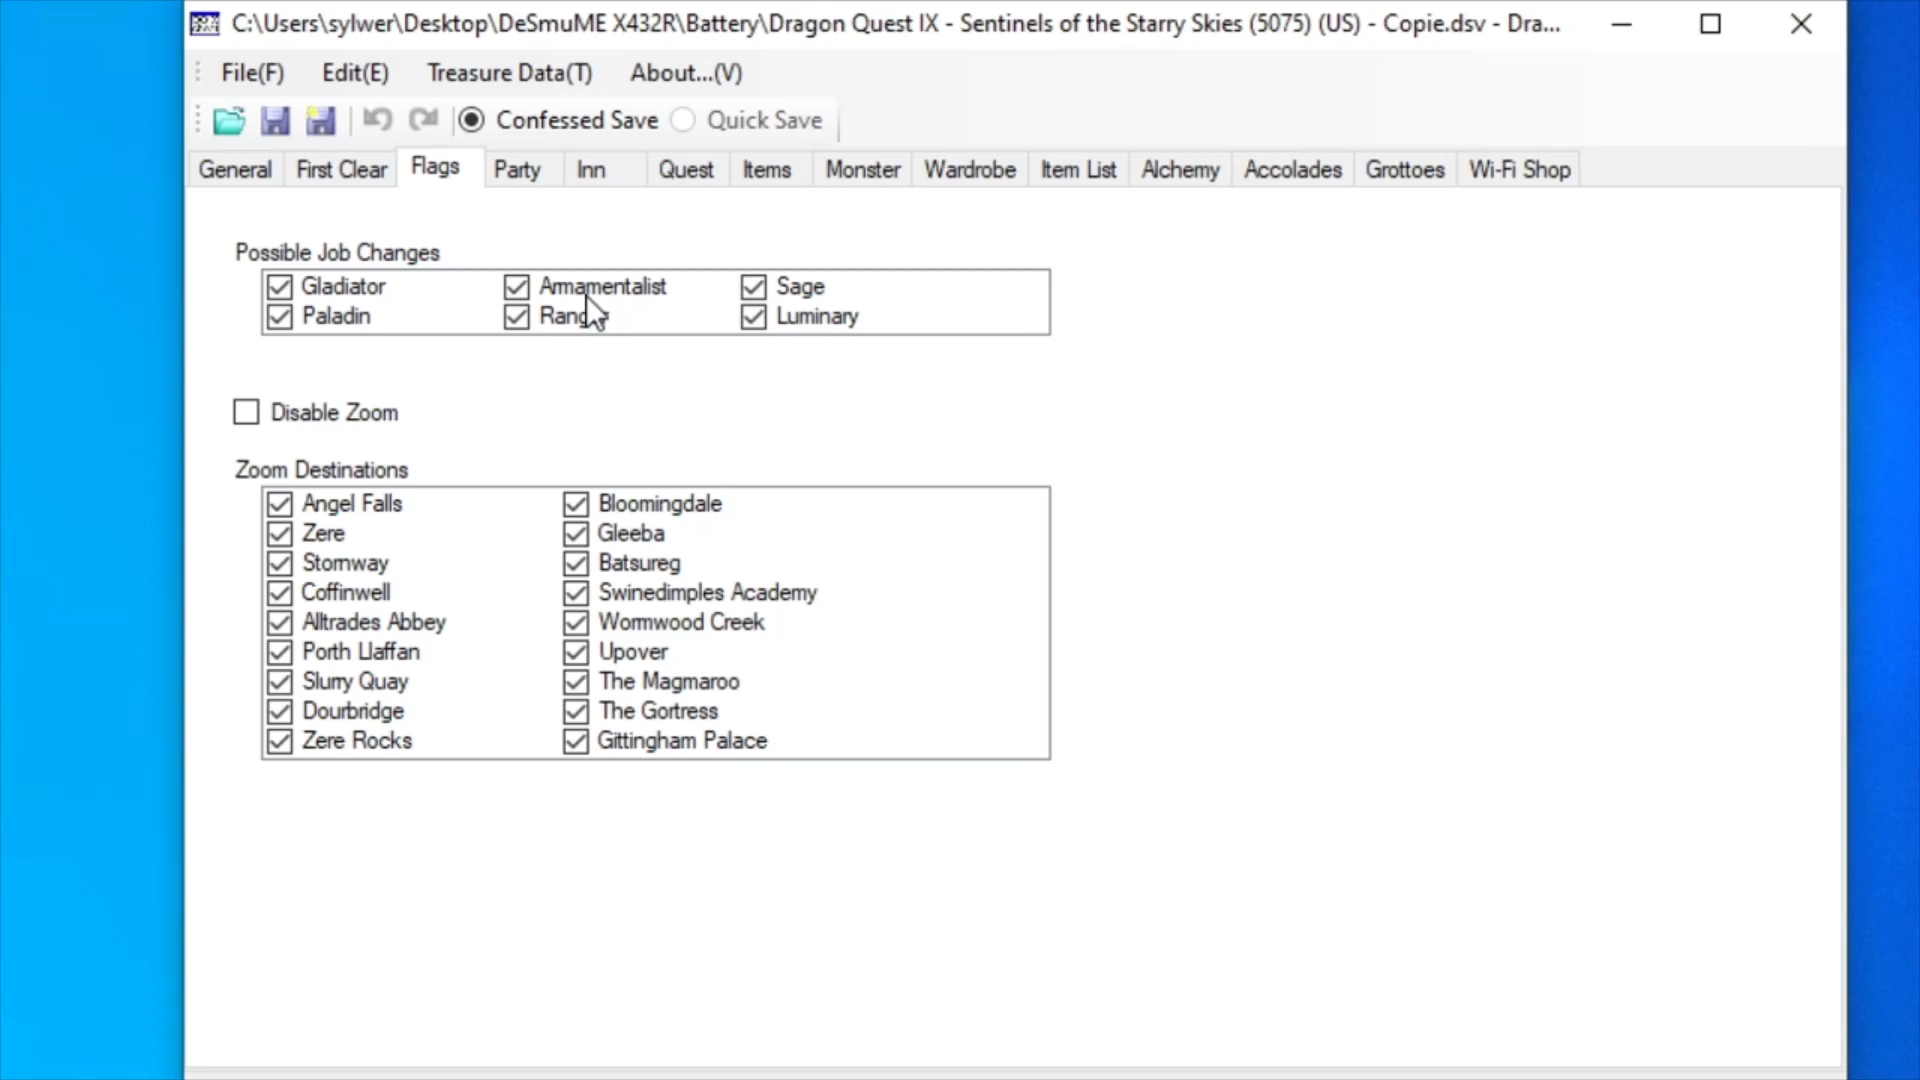 C:\Users\sylwer\Desktop\DeSmuME X432R\Battery\Dragon Quest IX - Sentinels of the Starry Skies (5075) (US) - Copie.dsv - Dra...
File(F) Edit(E) Treasure Data(T) About...(V)
Confessed Save Quick Save
General First Clear Flags Party Inn Quest Items Monster Wardrobe Item List Alchemy Accolades Grottoes Wi-Fi Shop
Possible Job Changes
Gladiator Armamentalist Sage
Paladin Ranger Luminary
Disable Zoom
Zoom Destinations
Angel Falls Bloomingdale
Zere Gleeba
Stornway Batsureg
Coffinwell Swinedimples Academy
Alltrades Abbey Wormwood Creek
Porth Llaffan Upover
Slurry Quay The Magmaroo
Dourbridge The Gortress
Zere Rocks Gittingham Palace